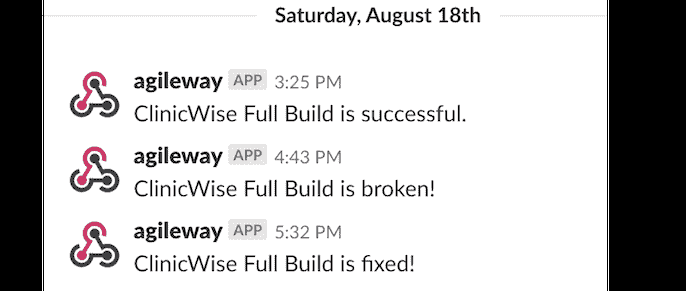 Saturday, August 18th
agileway APP 3:25 PM
ClinicWise Full Build is successful.
agileway APP 4:43 PM
ClinicWise Full Build is broken!
agileway APP 5:32 PM
ClinicWise Full Build is fixed!